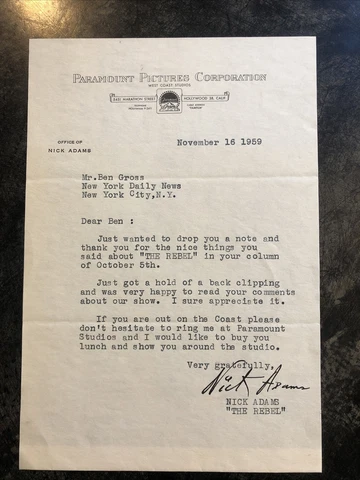 PARAMOUNT PICTURES CORPORATION
WEST COAST STUDIOS
5451 MARATHON STREET
HOLLYWOOD 38, CALIF.
OFFICE OF
NICK ADAMS
November 16 1959
Mr.Ben Gross
New York Daily News
New York City,N.Y.
Dear Ben :
Just wanted to drop you a note and
thank you for the nice things you
said about "THE REBEL" in your column
of October 5th.
Just got a hold of a back clipping
and was very happy to read your comments
about our show. I sure appreciate it.
If you are out on the Coast please
don't hesitate to ring me at Paramount
Studios and I would like to buy you
lunch and show you around the studio.
Very gratefully,
Nick Adams
NICK ADAMS
"THE REBEL"